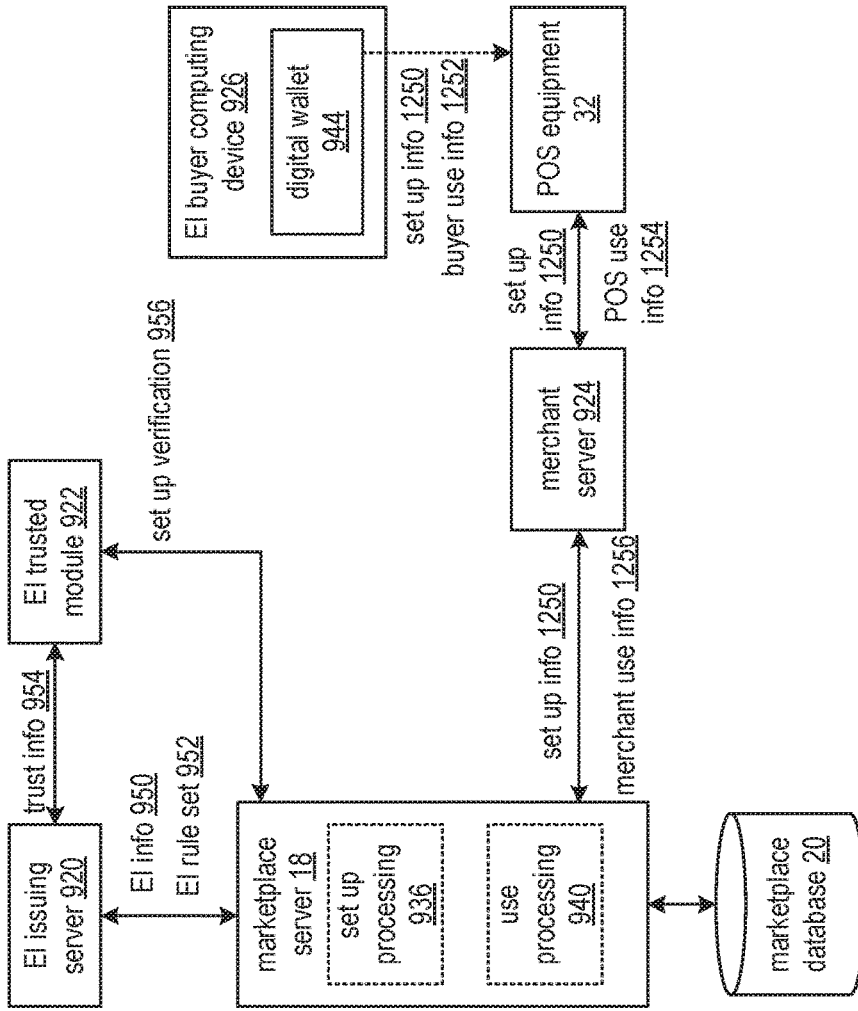 EI issuing
server 920
trust info 954
EI trusted
module 922
EI info 950
EI rule set 952
set up verification 956
marketplace
server 18
set up
processing
936
use
processing
940
marketplace
database 20
set up info 1250
merchant use info 1256
merchant
server 924
set up
info 1250
POS use
info 1254
EI buyer computing
device 926
digital wallet
944
set up info 1250
buyer use info 1252
POS equipment
32